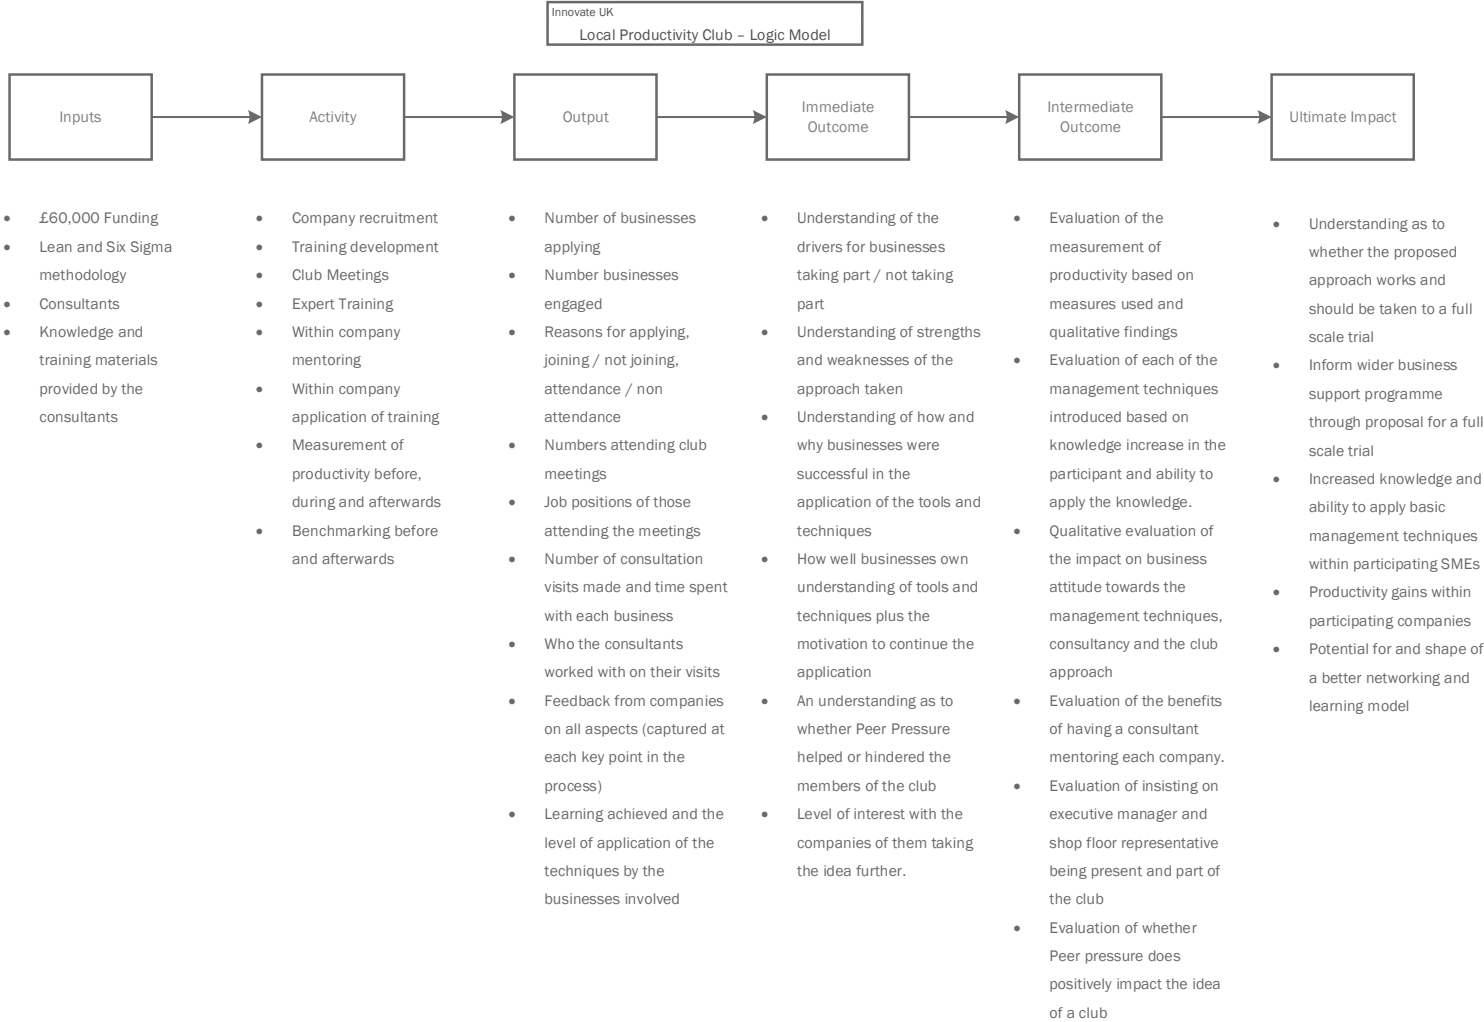 Innovate UK
Local Productivity Club – Logic Model
Inputs
Activity
Output
Immediate
Outcome
Intermediate
Outcome
Ultimate Impact
• £60,000 Funding
• Lean and Six Sigma
methodology
• Consultants
• Knowledge and
training materials
provided by the
consultants
• Company recruitment
• Training development
• Club Meetings
• Expert Training
• Within company
mentoring
• Within company
application of training
• Measurement of
productivity before,
during and afterwards
• Benchmarking before
and afterwards
• Number of businesses
applying
• Number businesses
engaged
• Reasons for applying,
joining / not joining,
attendance / non
attendance
• Numbers attending club
meetings
• Job positions of those
attending the meetings
• Number of consultation
visits made and time spent
with each business
• Who the consultants
worked with on their visits
• Feedback from companies
on all aspects (captured at
each key point in the
process)
• Learning achieved and the
level of application of the
techniques by the
businesses involved
• Understanding of the
drivers for businesses
taking part / not taking
part
• Understanding of strengths
and weaknesses of the
approach taken
• Understanding of how and
why businesses were
successful in the
application of the tools and
techniques
• How well businesses own
understanding of tools and
techniques plus the
motivation to continue the
application
• An understanding as to
whether Peer Pressure
helped or hindered the
members of the club
• Level of interest with the
companies of them taking
the idea further.
• Evaluation of the
measurement of
productivity based on
measures used and
qualitative findings
• Evaluation of each of the
management techniques
introduced based on
knowledge increase in the
participant and ability to
apply the knowledge.
• Qualitative evaluation of
the impact on business
attitude towards the
management techniques,
consultancy and the club
approach
• Evaluation of the benefits
of having a consultant
mentoring each company.
• Evaluation of insisting on
executive manager and
shop floor representative
being present and part of
the club
• Evaluation of whether
Peer pressure does
positively impact the idea
of a club
• Understanding as to
whether the proposed
approach works and
should be taken to a full
scale trial
• Inform wider business
support programme
through proposal for a full
scale trial
• Increased knowledge and
ability to apply basic
management techniques
within participating SMEs
• Productivity gains within
participating companies
• Potential for and shape of
a better networking and
learning model